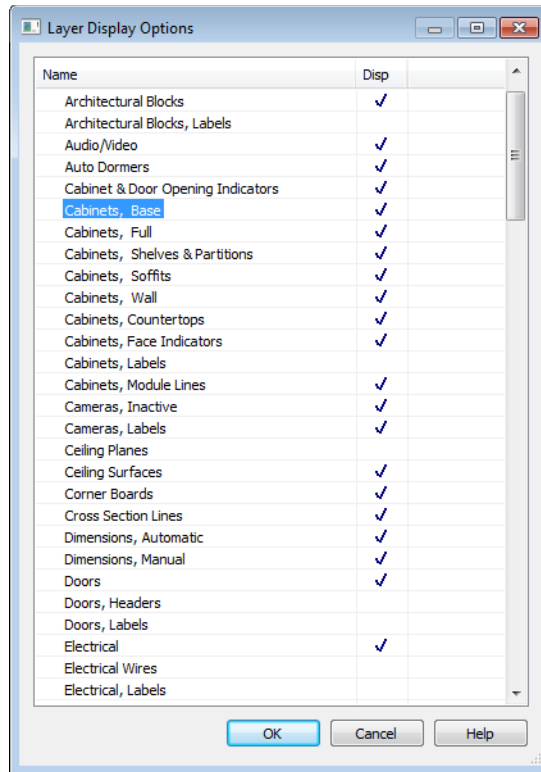 Layer Display Options
Name Disp
Architectural Blocks
Architectural Blocks, Labels
Audio/Video
Auto Dormers
Cabinet & Door Opening Indicators
Cabinets,  Base
Cabinets,  Full
Cabinets,  Shelves & Partitions
Cabinets,  Soffits
Cabinets,  Wall
Cabinets, Countertops
Cabinets, Face Indicators
Cabinets, Labels
Cabinets, Module Lines
Cameras, Inactive
Cameras, Labels
Ceiling Planes
Ceiling Surfaces
Corner Boards
Cross Section Lines
Dimensions, Automatic
Dimensions, Manual
Doors
Doors, Headers
Doors, Labels
Electrical
Electrical Wires
Electrical, Labels
OK Cancel Help